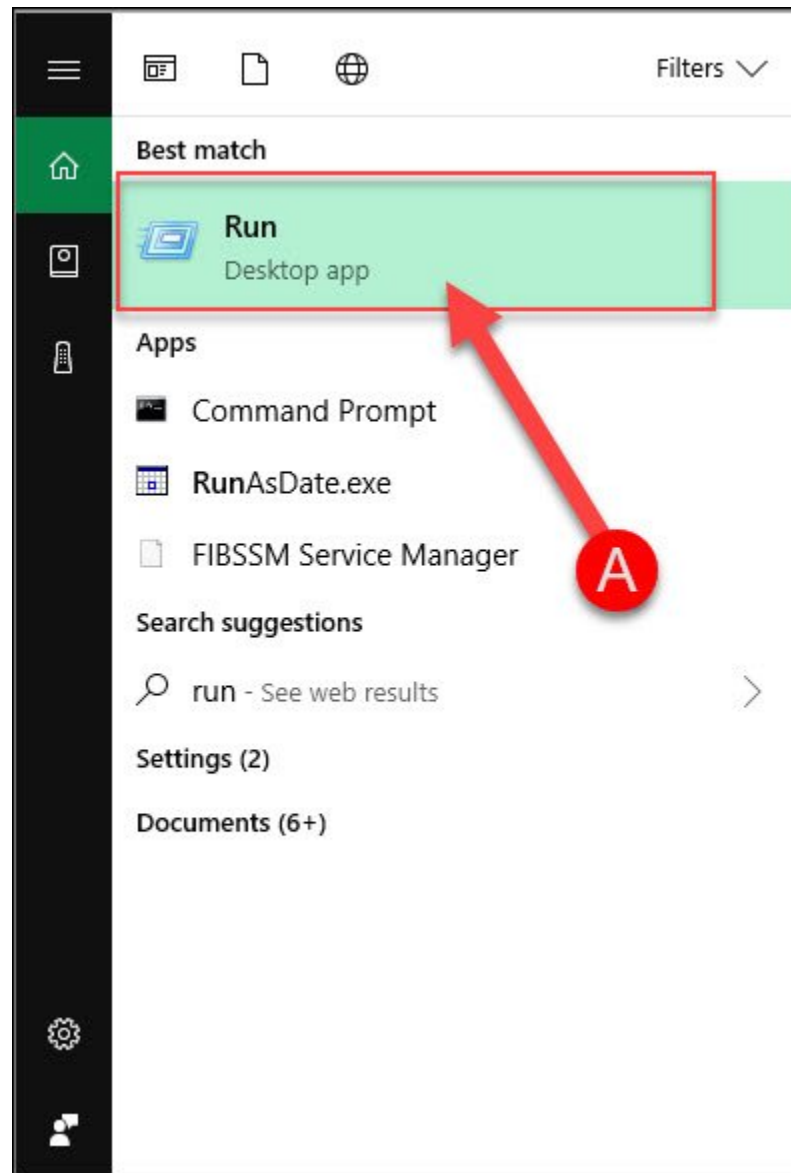 Filters
Best match
Run
Desktop app
Apps
Command Prompt
RunAsDate.exe
FIBSSM Service Manager
A
Search suggestions
run - See web results
Settings (2)
Documents (6+)